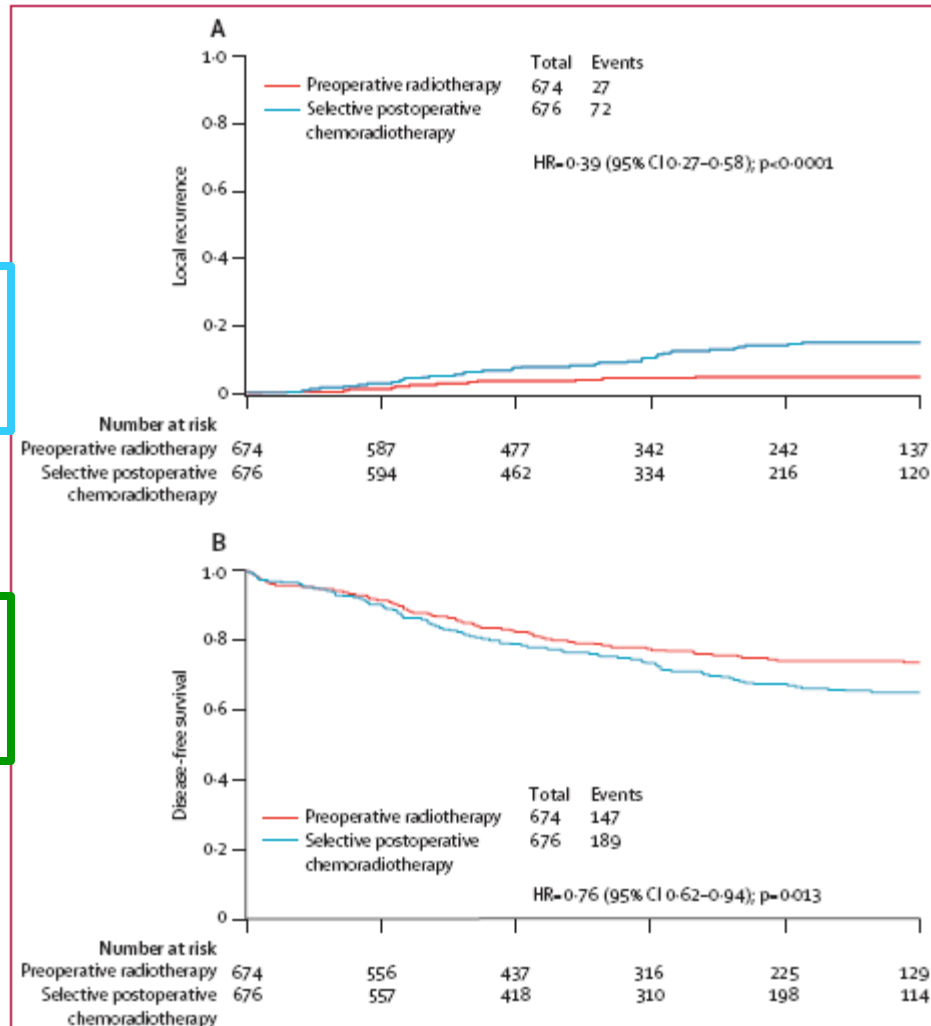 A
1·0
Total Events
Preoperative radiotherapy 674 27
Selective postoperative 676 72
chemoradiotherapy
0·8
HR=0·39 (95% CI 0·27–0·58); p<0·0001
0·6
Local recurrence
0·4
0·2
0
Number at risk
Preoperative radiotherapy 674 587 477 342 242 137
Selective postoperative 676 594 462 334 216 120
chemoradiotherapy
B
1·0
0·8
0·6
Disease-free survival
0·4
Total Events
Preoperative radiotherapy 674 147
Selective postoperative 676 189
chemoradiotherapy
0·2
HR=0·76 (95% CI 0·62–0·94); p=0·013
0
Number at risk
Preoperative radiotherapy 674 556 437 316 225 129
Selective postoperative 676 557 418 310 198 114
chemoradiotherapy